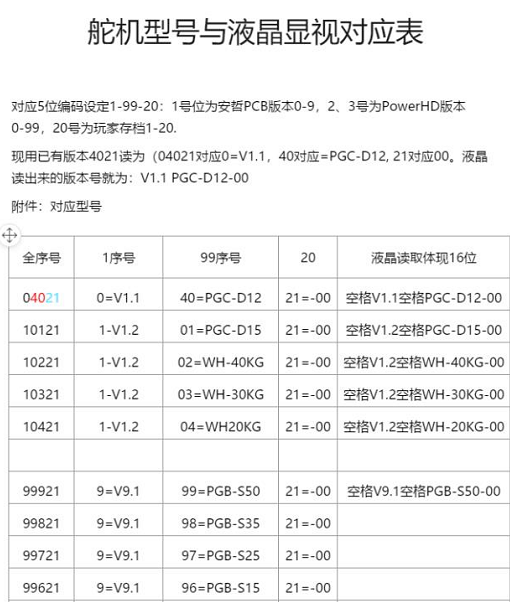 舵机型号与液晶显视对应表
对应5位编码设定1-99-20：1号位为安哲PCB版本0-9，2、3号为PowerHD版本
0-99，20号为玩家存档1-20.
现用已有版本4021读为（04021对应0=V1.1，40对应=PGC-D12, 21对应00。液晶
读出来的版本号就为：V1.1 PGC-D12-00
附件：对应型号
全序号 1序号 99序号 20 液晶读取体现16位
04021 0=V1.1 40=PGC-D12 21=-00 空格V1.1空格PGC-D12-00
10121 1-V1.2 01=PGC-D15 21=-00 空格V1.2空格PGC-D15-00
10221 1-V1.2 02=WH-40KG 21=-00 空格V1.2空格WH-40KG-00
10321 1-V1.2 03=WH-30KG 21=-00 空格V1.2空格WH-30KG-00
10421 1-V1.2 04=WH20KG 21=-00 空格V1.2空格WH-20KG-00
99921 9=V9.1 99=PGB-S50 21=-00 空格V9.1空格PGB-S50-00
99821 9=V9.1 98=PGB-S35 21=-00
99721 9=V9.1 97=PGB-S25 21=-00
99621 9=V9.1 96=PGB-S15 21=-00